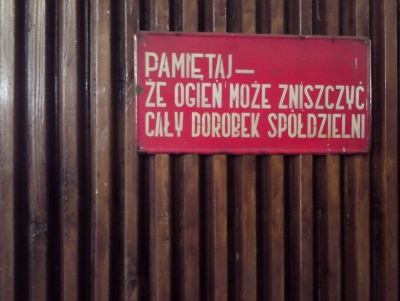 PAMIĘTAJ—
ŻE OGIEŃ MOŻE ZNISZCZYĆ
CAŁY DOROBEK SPÓŁDZIELNI